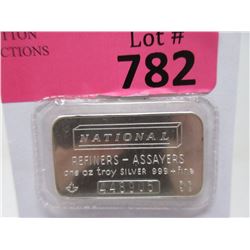 TION
CTIONS
Lot #
782
NATIONAL
REFINERS - ASSAYERS
one oz troy SILVER 999 + fine